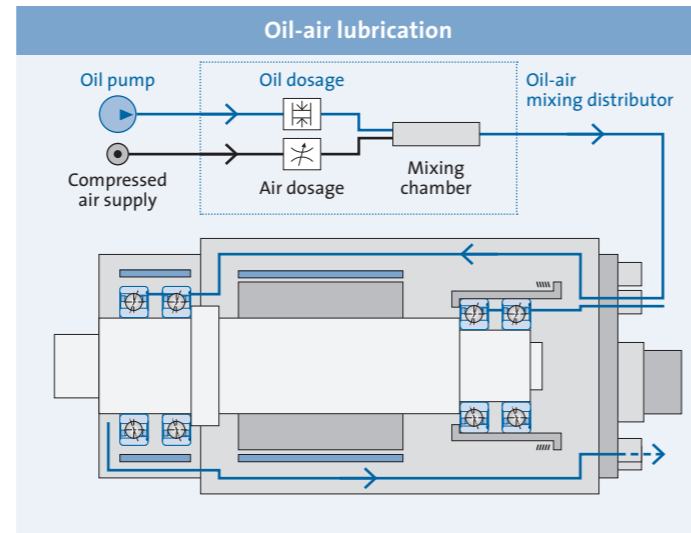 Oil-air lubrication
Oil pump
Oil dosage
Oil-air
mixing distributor
Compressed
air supply
Air dosage
Mixing
chamber